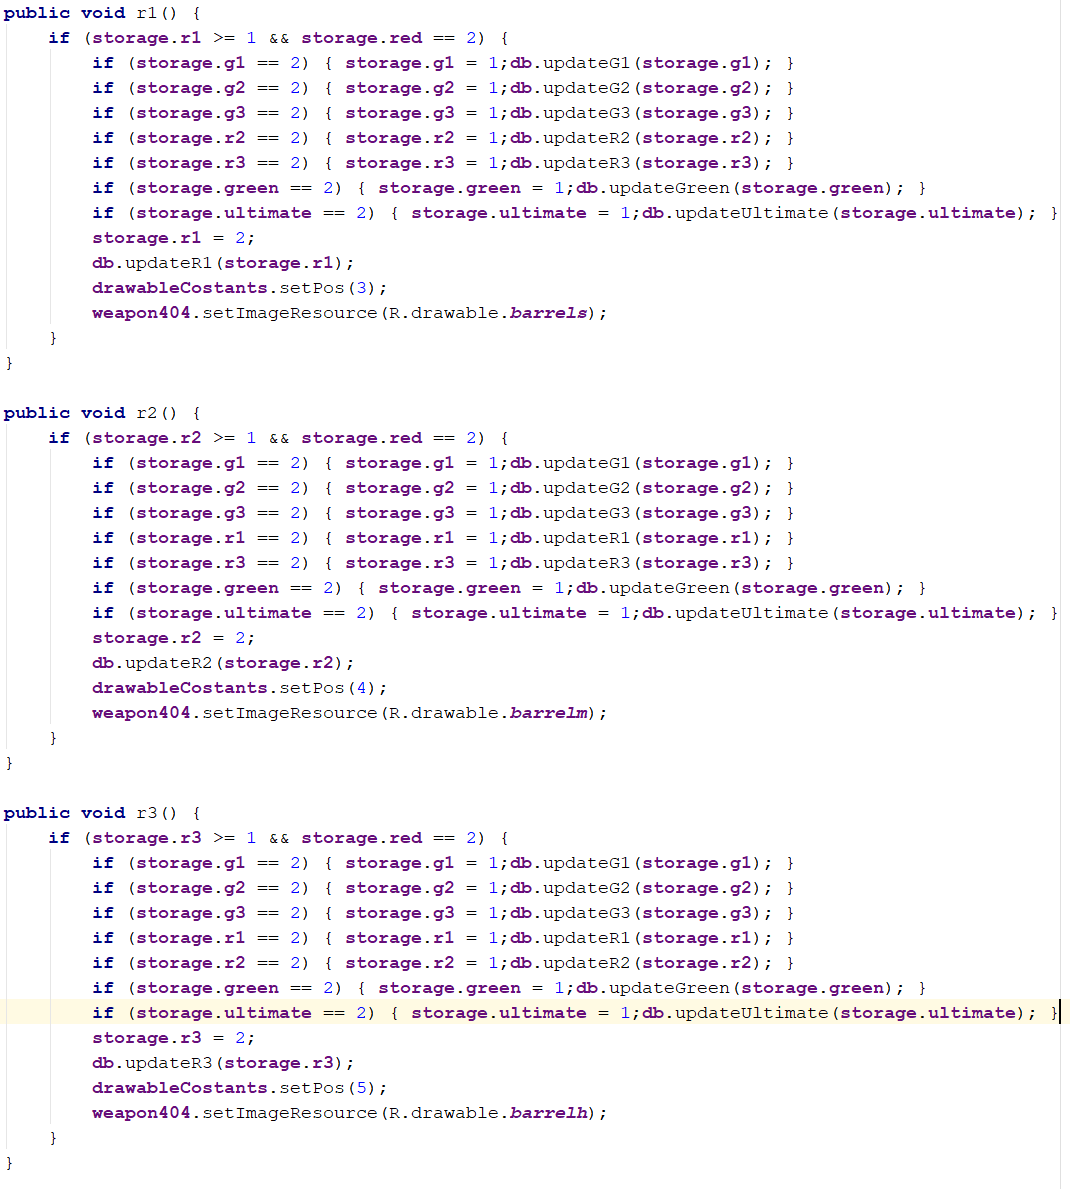 public void r1() {
    if (storage.r1 >= 1 && storage.red == 2) {
        if (storage.g1 == 2) { storage.g1 = 1;db.updateG1(storage.g1); }
        if (storage.g2 == 2) { storage.g2 = 1;db.updateG2(storage.g2); }
        if (storage.g3 == 2) { storage.g3 = 1;db.updateG3(storage.g3); }
        if (storage.r2 == 2) { storage.r2 = 1;db.updateR2(storage.r2); }
        if (storage.r3 == 2) { storage.r3 = 1;db.updateR3(storage.r3); }
        if (storage.green == 2) { storage.green = 1;db.updateGreen(storage.green); }
        if (storage.ultimate == 2) { storage.ultimate = 1;db.updateUltimate(storage.ultimate); }
        storage.r1 = 2;
        db.updateR1(storage.r1);
        drawableCostants.setPos(3);
        weapon404.setImageResource(R.drawable.barrels);
    }
}

public void r2() {
    if (storage.r2 >= 1 && storage.red == 2) {
        if (storage.g1 == 2) { storage.g1 = 1;db.updateG1(storage.g1); }
        if (storage.g2 == 2) { storage.g2 = 1;db.updateG2(storage.g2); }
        if (storage.g3 == 2) { storage.g3 = 1;db.updateG3(storage.g3); }
        if (storage.r1 == 2) { storage.r1 = 1;db.updateR1(storage.r1); }
        if (storage.r3 == 2) { storage.r3 = 1;db.updateR3(storage.r3); }
        if (storage.green == 2) { storage.green = 1;db.updateGreen(storage.green); }
        if (storage.ultimate == 2) { storage.ultimate = 1;db.updateUltimate(storage.ultimate); }
        storage.r2 = 2;
        db.updateR2(storage.r2);
        drawableCostants.setPos(4);
        weapon404.setImageResource(R.drawable.barrelm);
    }
}

public void r3() {
    if (storage.r3 >= 1 && storage.red == 2) {
        if (storage.g1 == 2) { storage.g1 = 1;db.updateG1(storage.g1); }
        if (storage.g2 == 2) { storage.g2 = 1;db.updateG2(storage.g2); }
        if (storage.g3 == 2) { storage.g3 = 1;db.updateG3(storage.g3); }
        if (storage.r1 == 2) { storage.r1 = 1;db.updateR1(storage.r1); }
        if (storage.r2 == 2) { storage.r2 = 1;db.updateR2(storage.r2); }
        if (storage.green == 2) { storage.green = 1;db.updateGreen(storage.green); }
        if (storage.ultimate == 2) { storage.ultimate = 1;db.updateUltimate(storage.ultimate); }
        storage.r3 = 2;
        db.updateR3(storage.r3);
        drawableCostants.setPos(5);
        weapon404.setImageResource(R.drawable.barrelh);
    }
}